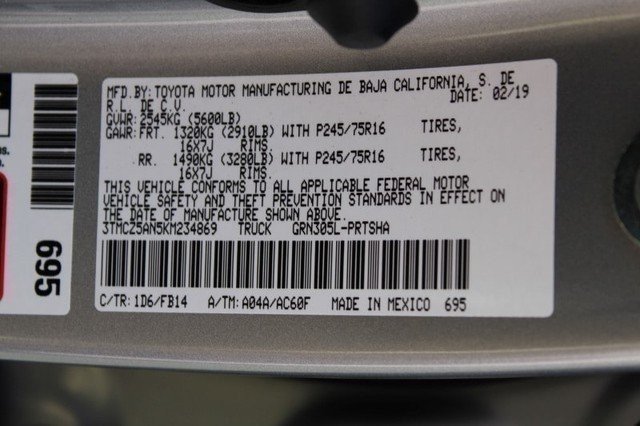 MFD.BY:TOYOTA MOTOR MANUFACTURING DE BAJA CALIFORNIA, S. DE
R.L. DE C.V. DATE: 02/19
GVWR: 2545KG (5600LB)
GAWR:FRT. 1320KG (2910LB) WITH P245/75R16 TIRES,
16X7J RIMS.
RR. 1490KG (3280LB) WITH P245/75R16 TIRES,
16X7J RIMS.
THIS VEHICLE CONFORMS TO ALL APPLICABLE FEDERAL MOTOR
VEHICLE SAFETY AND THEFT PREVENTION STANDARDS IN EFFECT ON
THE DATE OF MANUFACTURE SHOWN ABOVE.
3TMCZ5AN5KM234869 TRUCK GRN305L-PRTSHA
C/TR: 1D6/FB14 A/TM: A04A/AC60F MADE IN MEXICO 695
695